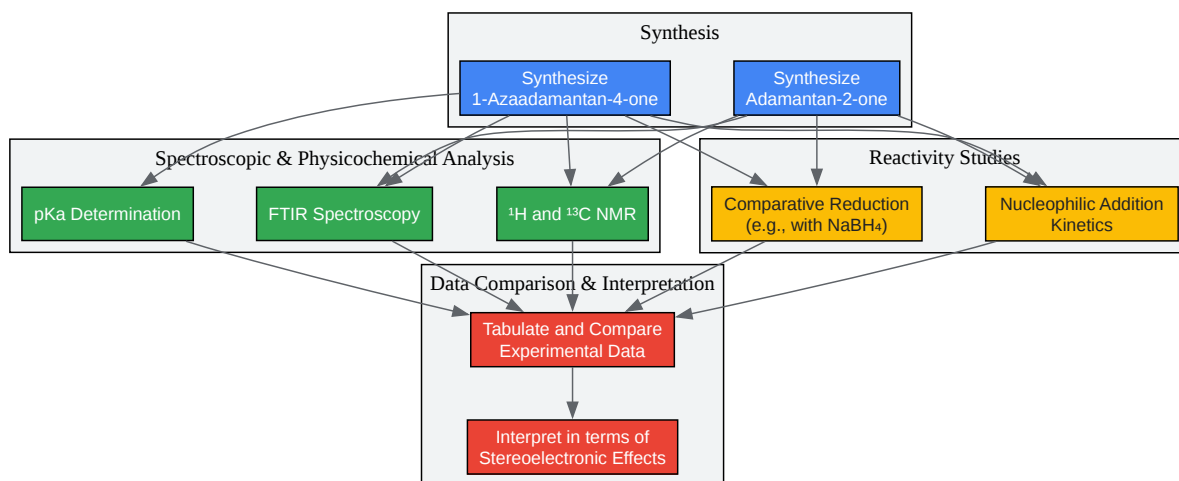 Synthesis
Synthesize
1-Azaadamantan-4-one
Synthesize
Adamantan-2-one
Spectroscopic & Physicochemical Analysis
Reactivity Studies
pKa Determination
FTIR Spectroscopy
¹H and ¹³C NMR
Comparative Reduction
(e.g., with NaBH₄)
Nucleophilic Addition
Kinetics
Data Comparison & Interpretation
Tabulate and Compare
Experimental Data
Interpret in terms of
Stereoelectronic Effects